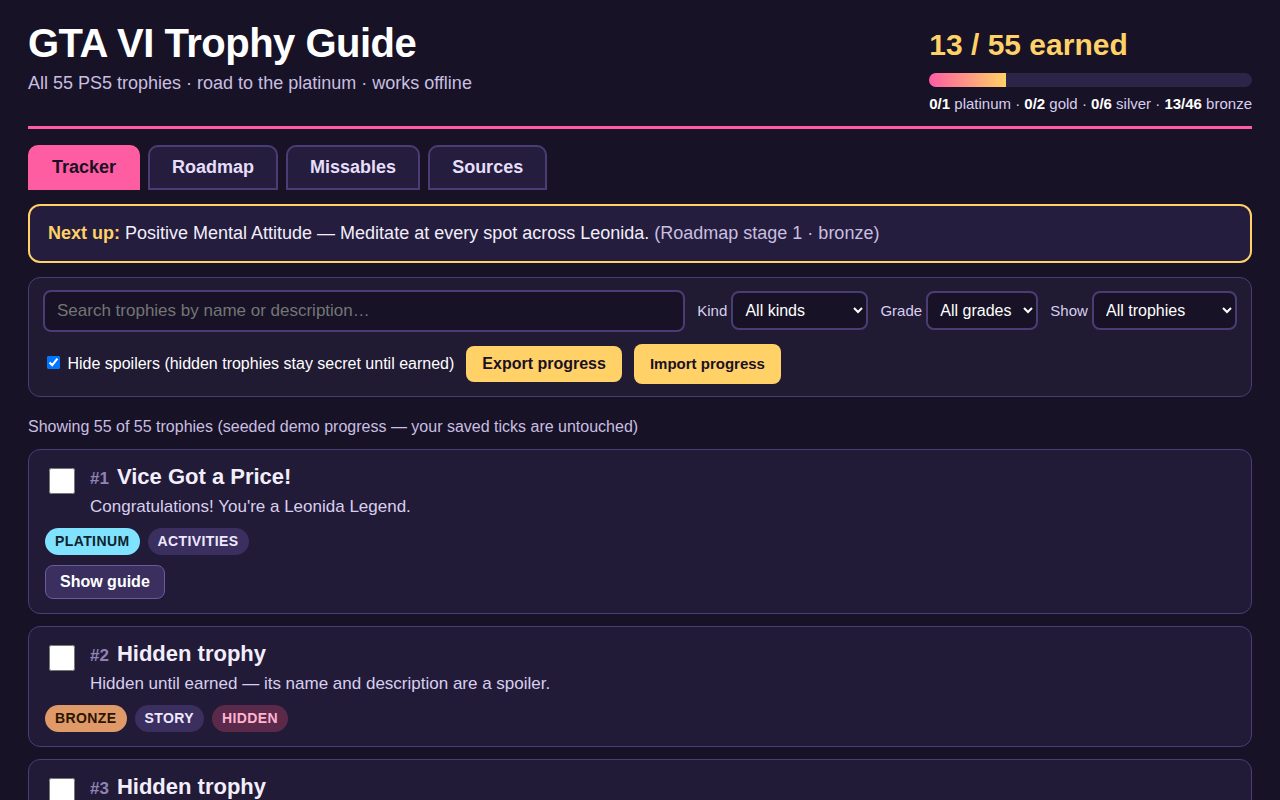 GTA VI Trophy Guide
All 55 PS5 trophies · road to the platinum · works offline
13 / 55 earned
0/1 platinum · 0/2 gold · 0/6 silver · 13/46 bronze
Tracker Roadmap Missables Sources
Next up: Positive Mental Attitude — Meditate at every spot across Leonida. (Roadmap stage 1 · bronze)
Search trophies by name or description… Kind All kinds Grade All grades Show All trophies
Hide spoilers (hidden trophies stay secret until earned) Export progress Import progress
Showing 55 of 55 trophies (seeded demo progress — your saved ticks are untouched)
#1 Vice Got a Price!
Congratulations! You're a Leonida Legend.
PLATINUM ACTIVITIES
Show guide
#2 Hidden trophy
Hidden until earned — its name and description are a spoiler.
BRONZE STORY HIDDEN
#3 Hidden trophy